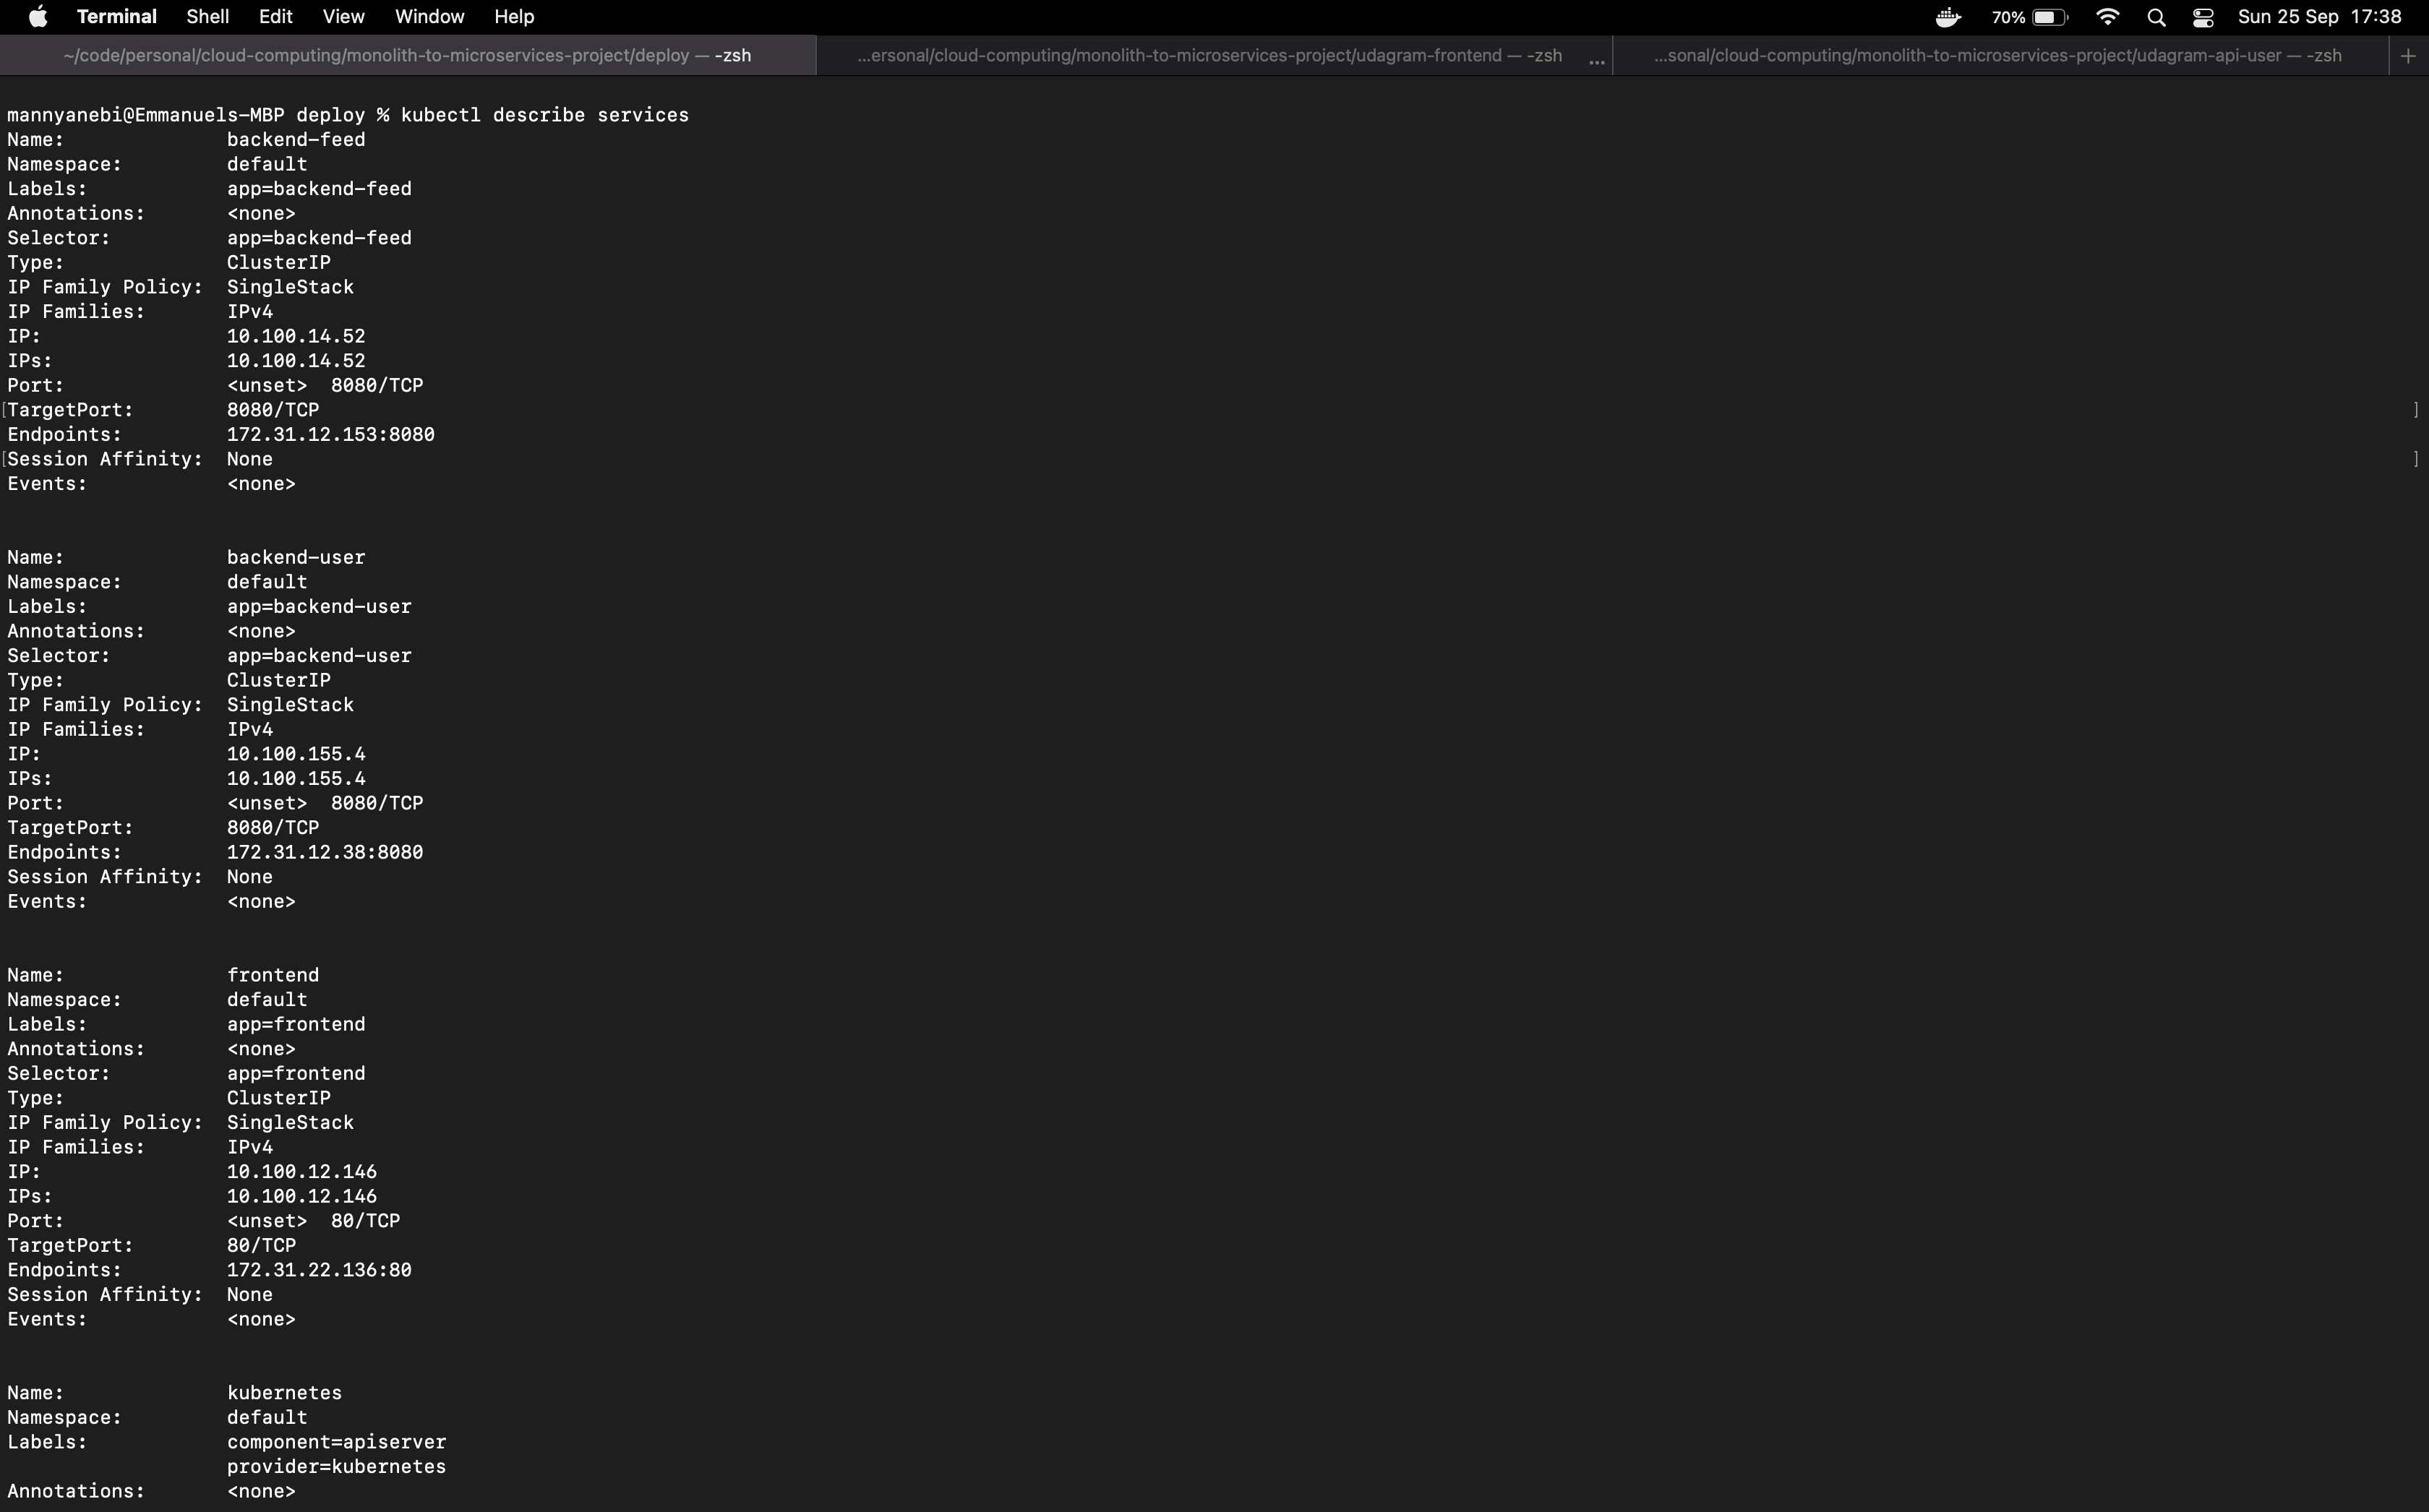 Terminal Shell Edit View Window Help 70% Sun 25 Sep 17:38
~/code/personal/cloud-computing/monolith-to-microservices-project/deploy — -zsh ...ersonal/cloud-computing/monolith-to-microservices-project/udagram-frontend — -zsh ... ...sonal/cloud-computing/monolith-to-microservices-project/udagram-api-user — -zsh +
mannyanebi@Emmanuels-MBP deploy % kubectl describe services
Name: backend-feed
Namespace: default
Labels: app=backend-feed
Annotations: <none>
Selector: app=backend-feed
Type: ClusterIP
IP Family Policy: SingleStack
IP Families: IPv4
IP: 10.100.14.52
IPs: 10.100.14.52
Port: <unset> 8080/TCP
[TargetPort: 8080/TCP ]
Endpoints: 172.31.12.153:8080
[Session Affinity: None ]
Events: <none>
Name: backend-user
Namespace: default
Labels: app=backend-user
Annotations: <none>
Selector: app=backend-user
Type: ClusterIP
IP Family Policy: SingleStack
IP Families: IPv4
IP: 10.100.155.4
IPs: 10.100.155.4
Port: <unset> 8080/TCP
TargetPort: 8080/TCP
Endpoints: 172.31.12.38:8080
Session Affinity: None
Events: <none>
Name: frontend
Namespace: default
Labels: app=frontend
Annotations: <none>
Selector: app=frontend
Type: ClusterIP
IP Family Policy: SingleStack
IP Families: IPv4
IP: 10.100.12.146
IPs: 10.100.12.146
Port: <unset> 80/TCP
TargetPort: 80/TCP
Endpoints: 172.31.22.136:80
Session Affinity: None
Events: <none>
Name: kubernetes
Namespace: default
Labels: component=apiserver
provider=kubernetes
Annotations: <none>